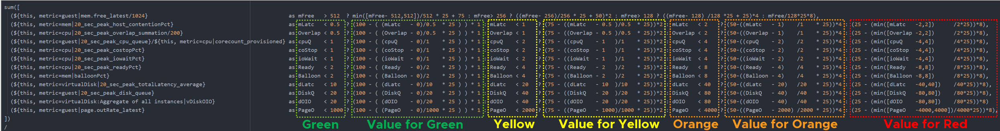 sum([
(${this, metric=guest|mem.free_latest/1024} as mFree > 512 ? min([mFree- 512,512])/512 * 25 + 75 : mFree> 256 ? ((mFree- 256)/256 * 25 + 50)*2 : mFree> 128 ? ((mFree- 128) /128 *25 + 25)*4 : mFree/128*25*8),
(${this, metric=mem|20_sec_peak_host_contentionPct} as mLatc < 0.5 ? (100 - ( (mLatc - 0)/0.5 * 25 ) ) * 1 : mLatc < 1 ? (75 - ((mLatc - 0.5 )/0.5 * 25))*2 : mLatc < 2 ? (50-((mLatc - 1) /1 * 25))*4 : (25 - (min([mLatc -2,2]) /2*25))*8),
(${this, metric=cpu|20_sec_peak_overlap_summation/200} as Overlap < 0.5 ? (100 - ( (Overlap - 0)/0.5 * 25 ) ) * 1 : Overlap < 1 ? (75 - ((Overlap - 0.5 )/0.5 * 25))*2 : Overlap < 2 ? (50-((Overlap - 1) /1 * 25))*4 : (25 - (min([Overlap -2,2]) /2*25))*8),
(${this, metric=guest|20_sec_peak_cpu_queue}/${this, metric=cpu|corecount_provisioned} as cpuQ < 1 ? (100 - ( (cpuQ - 0)/1 * 25 ) ) * 1 : cpuQ < 2 ? (75 - ((cpuQ - 1 )/1 * 25))*2 : cpuQ < 4 ? (50-((cpuQ - 2) /2 * 25))*4 : (25 - (min([cpuQ -4,4]) /4*25))*8),
(${this, metric=cpu|20_sec_peak_costopPct} as coStop < 1 ? (100 - ( (coStop - 0)/1 * 25 ) ) * 1 : coStop < 2 ? (75 - ((coStop - 1 )/1 * 25))*2 : coStop < 4 ? (50-((coStop - 2) /2 * 25))*4 : (25 - (min([coStop -4,4]) /4*25))*8),
(${this, metric=cpu|20_sec_peak_iowaitPct} as ioWait < 1 ? (100 - ( (ioWait - 0)/1 * 25 ) ) * 1 : ioWait < 2 ? (75 - ((ioWait - 1 )/1 * 25))*2 : ioWait < 4 ? (50-((ioWait - 2) /2 * 25))*4 : (25 - (min([ioWait -4,4]) /4*25))*8),
(${this, metric=cpu|20_sec_peak_readyPct} as Ready < 2 ? (100 - ( (Ready - 0)/2 * 25 ) ) * 1 : Ready < 4 ? (75 - ((Ready - 2 )/2 * 25))*2 : Ready < 8 ? (50-((Ready - 4) /4 * 25))*4 : (25 - (min([Ready -8,8]) /8*25))*8),
(${this, metric=mem|balloonPct} as Balloon < 2 ? (100 - ( (Balloon - 0)/2 * 25 ) ) * 1 : Balloon < 4 ? (75 - ((Balloon - 2 )/2 * 25))*2 : Balloon < 8 ? (50-((Balloon - 4) /4 * 25))*4 : (25 - (min([Balloon -8,8]) /8*25))*8),
(${this, metric=virtualDisk|20_sec_peak_totalLatency_average} as dLatc < 10 ? (100 - ( (dLatc - 0)/10 * 25 ) ) * 1 : dLatc < 20 ? (75 - ((dLatc - 10 )/10 * 25))*2 : dLatc < 40 ? (50-((dLatc - 20) /20 * 25))*4 : (25 - (min([dLatc -40,40]) /40*25))*8),
(${this, metric=guest|20_sec_peak_disk_queue} as DiskQ < 20 ? (100 - ( (DiskQ - 0)/20 * 25 ) ) * 1 : DiskQ < 40 ? (75 - ((DiskQ - 20 )/20 * 25))*2 : DiskQ < 80 ? (50-((DiskQ - 40) /40 * 25))*4 : (25 - (min([DiskQ -80,80]) /80*25))*8),
(${this, metric=virtualDisk:Aggregate of all instances|vDiskOIO} as dOIO < 20 ? (100 - ( (dOIO - 0)/20 * 25 ) ) * 1 : dOIO < 40 ? (75 - ((dOIO - 20 )/20 * 25))*2 : dOIO < 80 ? (50-((dOIO - 40) /40 * 25))*4 : (25 - (min([dOIO -80,80]) /80*25))*8)
(${this, metric=guest|page.outRate_latest} as PageO < 1000 ? (100 - ( (PageO - 0)/1000 * 25 ) ) * 1 : PageO < 2000 ? (75 - ((PageO - 1000)/1000 * 25))*2 : PageO < 4000 ? (50-((PageO - 2000) /2000 * 25))*4 : (25 - (min([PageO -4000,4000])/4000*25))*8),
])
Green Value for Green Yellow Value for Yellow Orange Value for Orange Value for Red
/